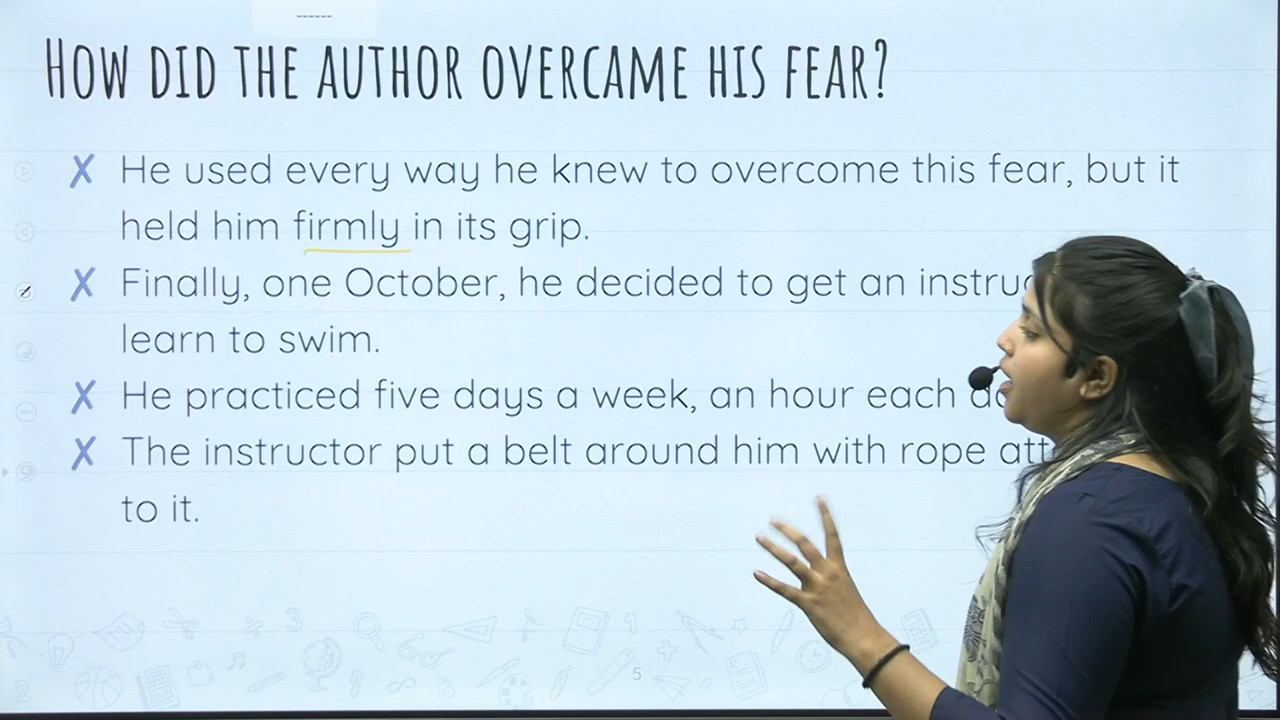 ------
HOW DID THE AUTHOR OVERCAME HIS FEAR?
✗ He used every way he knew to overcome this fear, but it
held him firmly in its grip.
✗ Finally, one October, he decided to get an
learn to swim.
✗ He practiced five days a week, an hour each
✗ The instructor put a belt around him with rope
to it.
5